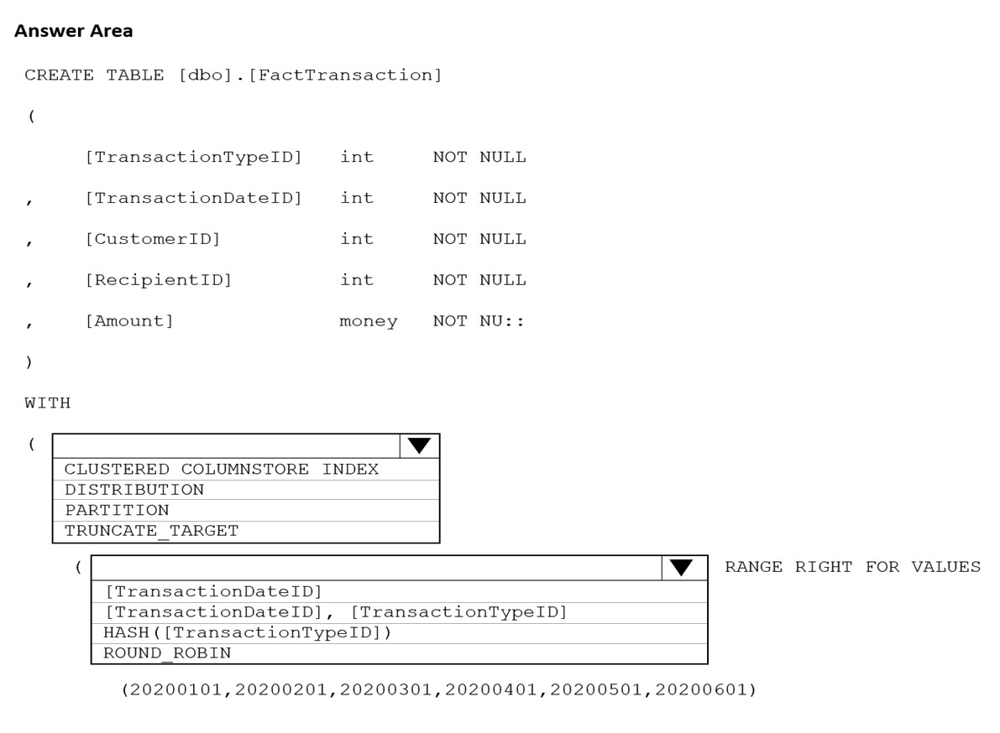 Answer Area
CREATE TABLE [dbo].[FactTransaction]
(
[TransactionTypeID] int NOT NULL
, [TransactionDateID] int NOT NULL
, [CustomerID] int NOT NULL
, [RecipientID] int NOT NULL
, [Amount] money NOT NU::
)
WITH
(
CLUSTERED COLUMNSTORE INDEX
DISTRIBUTION
PARTITION
TRUNCATE_TARGET
( RANGE RIGHT FOR VALUES
[TransactionDateID]
[TransactionDateID], [TransactionTypeID]
HASH([TransactionTypeID])
ROUND_ROBIN
(20200101,20200201,20200301,20200401,20200501,20200601)